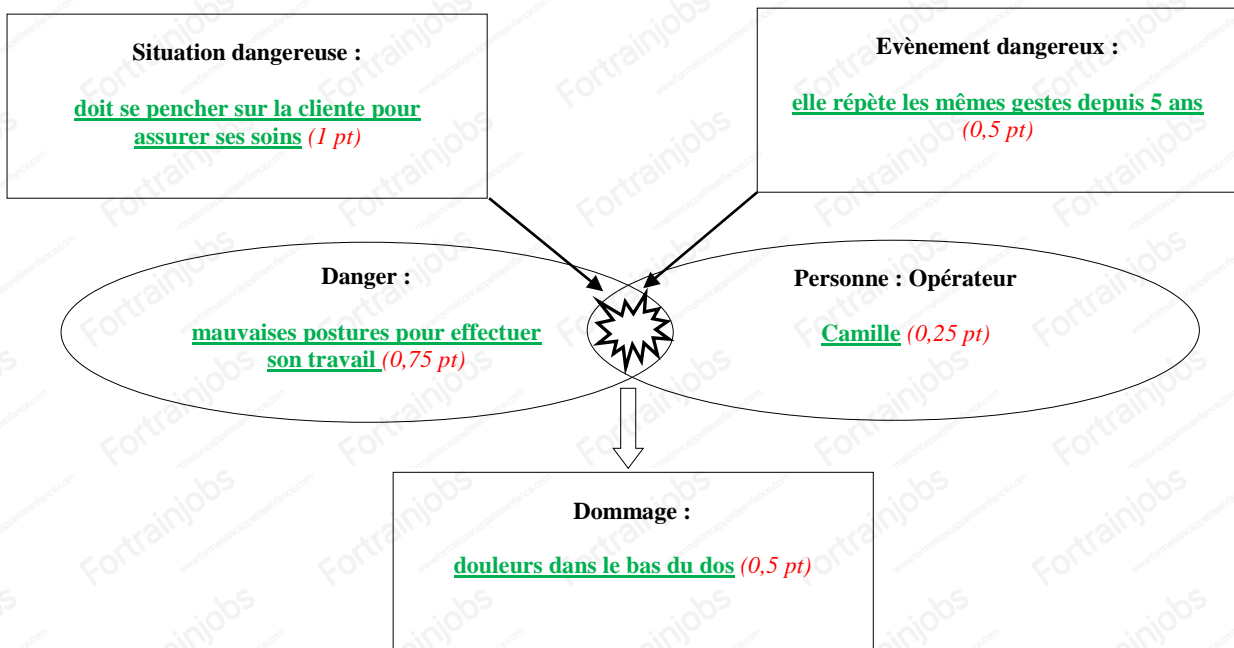 Situation dangereuse :
doit se pencher sur la cliente pour
assurer ses soins (1 pt)
Evènement dangereux :
elle répète les mêmes gestes depuis 5 ans
(0,5 pt)
Danger :
mauvaises postures pour effectuer
son travail (0,75 pt)
Personne : Opérateur
Camille (0,25 pt)
Dommage :
douleurs dans le bas du dos (0,5 pt)
Fortrainjobs